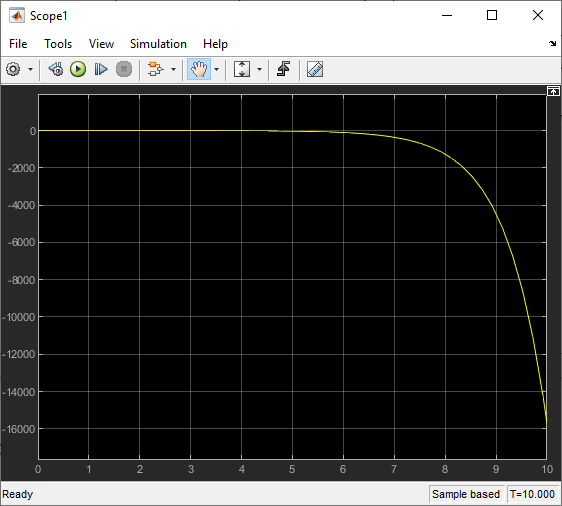 Scope1
File Tools View Simulation Help
0
-2000
-4000
-6000
-8000
-10000
-12000
-14000
-16000
0 1 2 3 4 5 6 7 8 9 10
Ready Sample based T=10.000